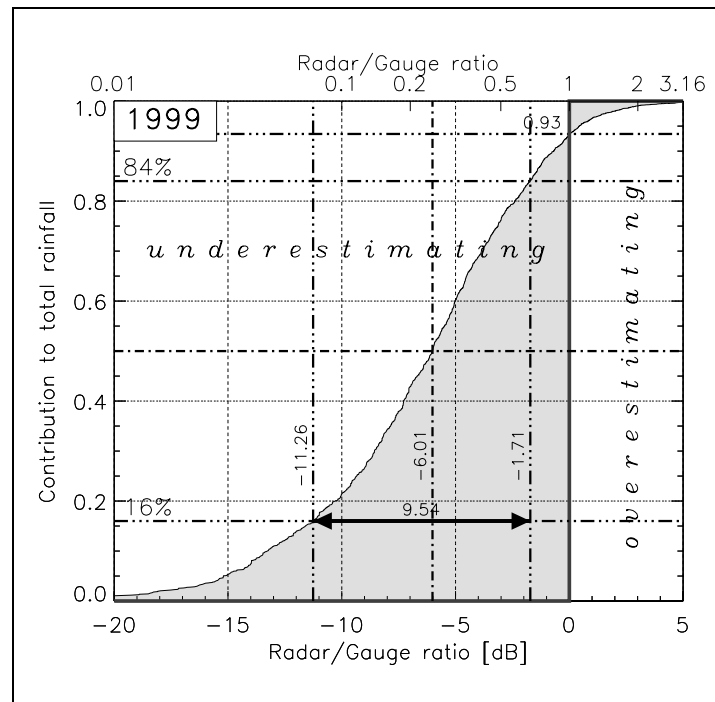 Radar/Gauge ratio
0.01 0.1 0.2 0.5 1 2 3.16
1.0
1999
0.93
84%
0.8
underestimating
overestimating
0.6
Contribution to total rainfall
0.4
-11.26
-6.01
-1.71
0.2
16%
9.54
0.0
-20 -15 -10 -5 0 5
Radar/Gauge ratio [dB]